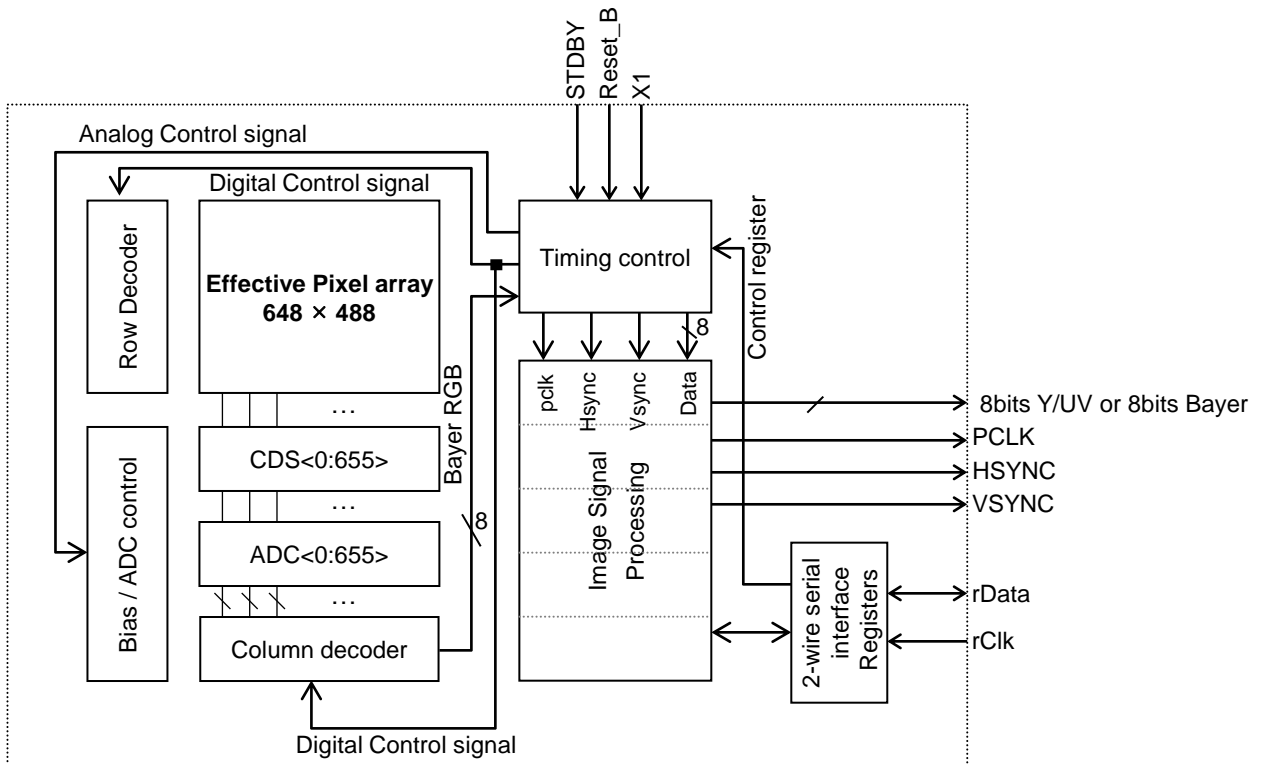 STDBY
Reset_B
X1
Analog Control signal
Digital Control signal
Row Decoder
Effective Pixel array
648 × 488
Timing control
Control register
8
pclk
Hsync
Vsync
Data
Bayer RGB
…
8bits Y/UV or 8bits Bayer
PCLK
HSYNC
VSYNC
CDS<0:655>
…
8
Bias / ADC control
ADC<0:655>
…
Image Signal
Processing
2-wire serial
interface
Registers
rData
rClk
Column decoder
Digital Control signal